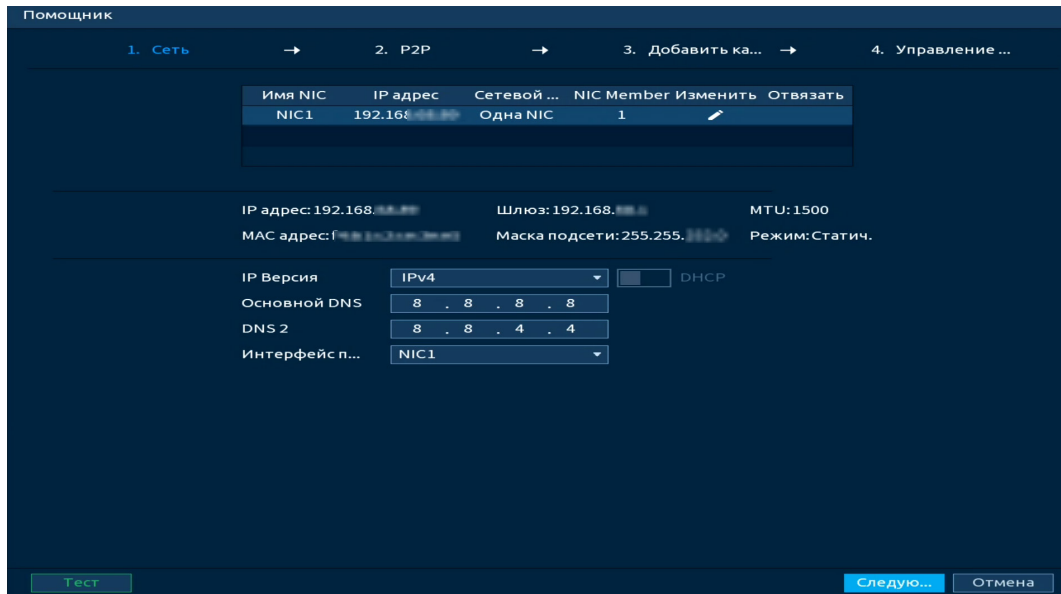 Помощник
1. Сеть → 2. P2P → 3. Добавить ка... → 4. Управление ...
Имя NIC IP адрес Сетевой ... NIC Member Изменить Отвязать
NIC1 192.168 Одна NIC 1
IP адрес: 192.168. Шлюз: 192.168. MTU: 1500
MAC адрес: Маска подсети: 255.255. Режим: Статич.
IP Версия IPv4 DHCP
Основной DNS 8 . 8 . 8 . 8
DNS 2 8 . 8 . 4 . 4
Интерфейс п... NIC1
Тест Следую... Отмена